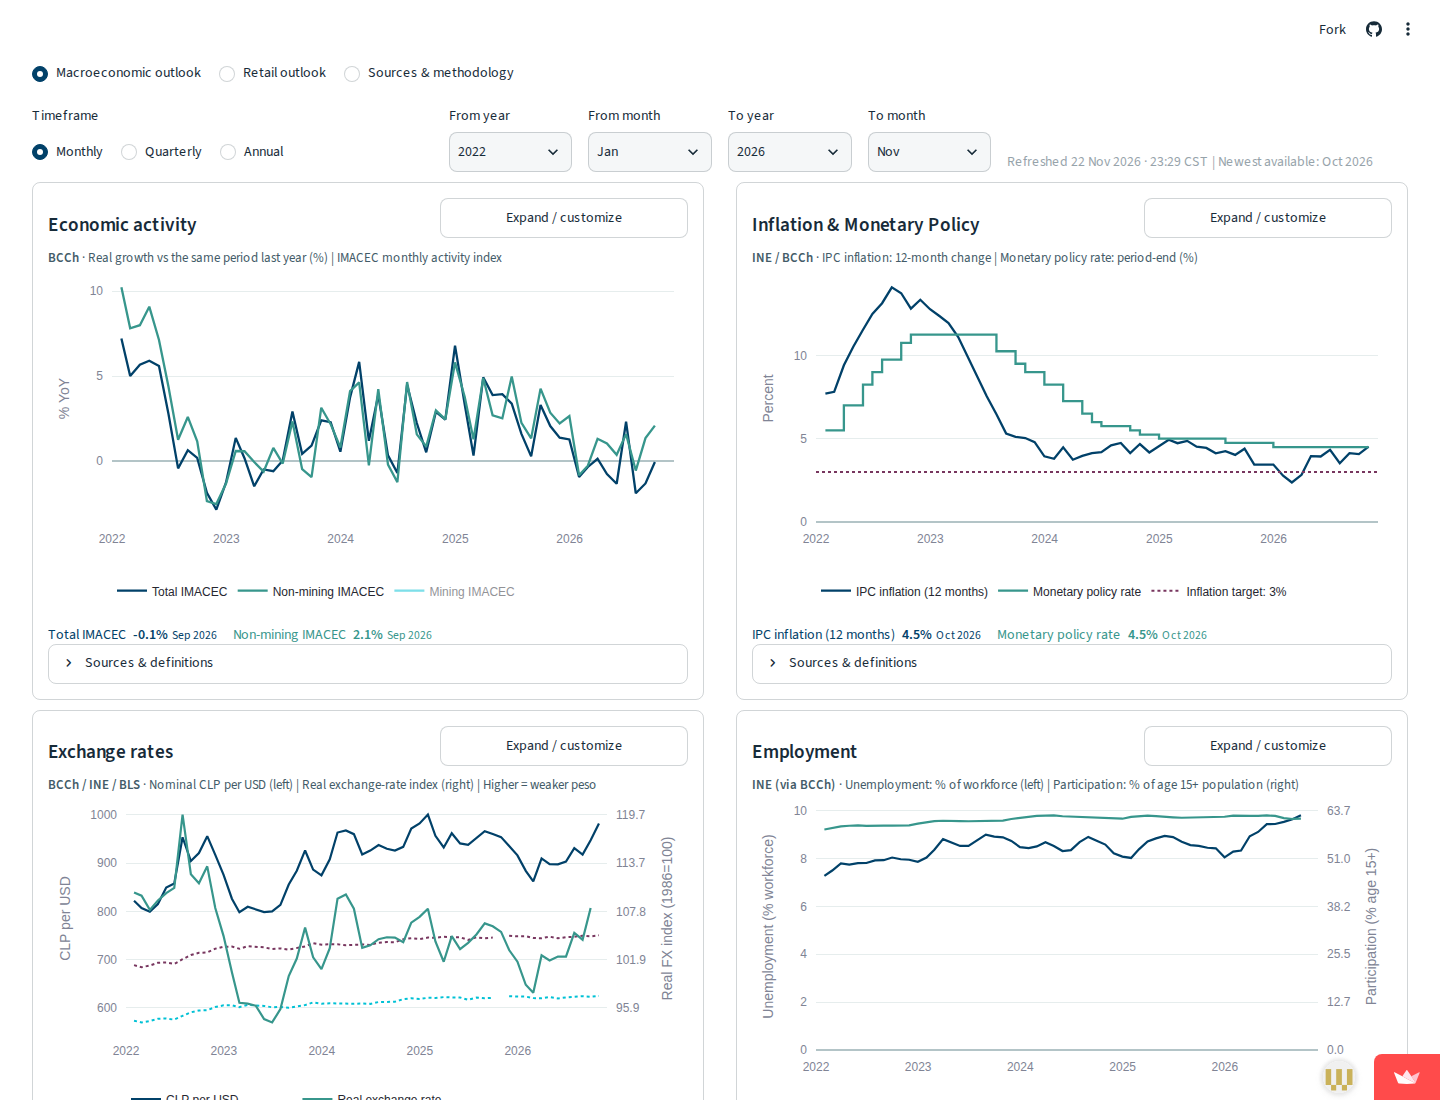 Fork
Macroeconomic outlook Retail outlook Sources & methodology
Timeframe From year From month To year To month
Monthly Quarterly Annual 2022 Jan 2026 Nov
Refreshed 22 Nov 2026 · 23:29 CST | Newest available: Oct 2026
Economic activity Expand / customize
BCCh · Real growth vs the same period last year (%) | IMACEC monthly activity index
10
5
0
% YoY
2022 2023 2024 2025 2026
Total IMACEC Non-mining IMACEC Mining IMACEC
Total IMACEC -0.1% Sep 2026 Non-mining IMACEC 2.1% Sep 2026
Sources & definitions
Inflation & Monetary Policy Expand / customize
INE / BCCh · IPC inflation: 12-month change | Monetary policy rate: period-end (%)
10
5
0
Percent
2022 2023 2024 2025 2026
IPC inflation (12 months) Monetary policy rate Inflation target: 3%
IPC inflation (12 months) 4.5% Oct 2026 Monetary policy rate 4.5% Oct 2026
Sources & definitions
Exchange rates Expand / customize
BCCh / INE / BLS · Nominal CLP per USD (left) | Real exchange-rate index (right) | Higher = weaker peso
1000 119.7
900 113.7
800 107.8
700 101.9
600 95.9
CLP per USD
Real FX index (1986=100)
2022 2023 2024 2025 2026
CLP per USD Real exchange rate
Employment Expand / customize
INE (via BCCh) · Unemployment: % of workforce (left) | Participation: % of age 15+ population (right)
10 63.7
8 51.0
6 38.2
4 25.5
2 12.7
0 0.0
Unemployment (% workforce)
Participation (% age 15+)
2022 2023 2024 2025 2026